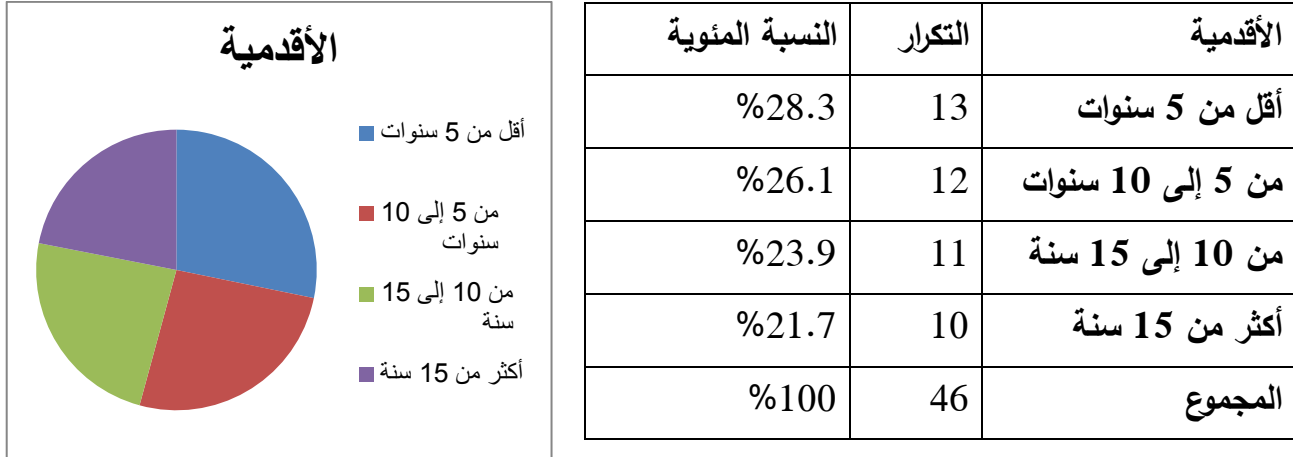 الأقدمية التكرار النسبة المئوية
أقل من 5 سنوات 13 %28.3
من 5 إلى 10 سنوات 12 %26.1
من 10 إلى 15 سنة 11 %23.9
أكثر من 15 سنة 10 %21.7
المجموع 46 %100
الأقدمية
أقل من 5 سنوات
من 5 إلى 10
سنوات
من 10 إلى 15
سنة
أكثر من 15 سنة